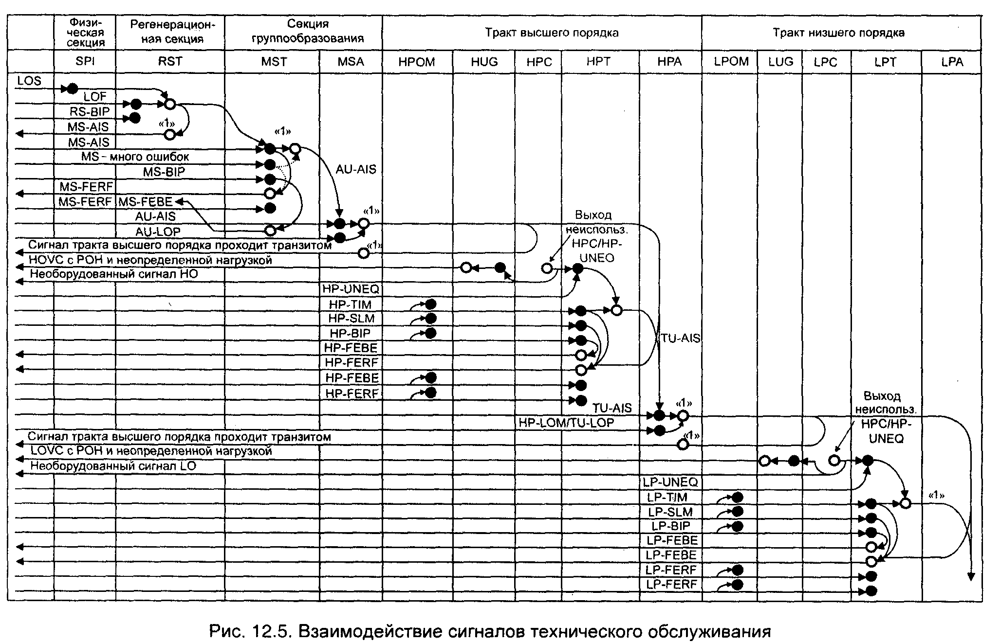 Физи-
ческая
секция
Регенерацион-
ная секция
Секция
группообразования
Тракт высшего порядка
Тракт низшего порядка
SPI
RST
MST
MSA
HPOM
HUG
HPC
HPT
HPA
LPOM
LUG
LPC
LPT
LPA
LOS
LOF
RS-BIP
MS-AIS
«1»
MS-AIS
«1»
MS – много ошибок
MS-BIP
AU-AIS
MS-FERF
MS-FERF
MS-FEBE
AU-AIS
«1»
AU-LOP
Выход
неиспольз.
HPC/HP-
UNEQ
Сигнал тракта высшего порядка проходит транзитом
«1»
HOVC с POH и неопределенной нагрузкой
Необорудованный сигнал HO
HP-UNEQ
HP-TIM
HP-SLM
HP-BIP
TU-AIS
HP-FEBE
HP-FERF
HP-FEBE
HP-FERF
TU-AIS
«1»
HP-LOM/TU-LOP
Выход
неиспольз.
HPC/HP-
UNEQ
Сигнал тракта высшего порядка проходит транзитом
«1»
LOVC с POH и неопределенной нагрузкой
Необорудованный сигнал LO
LP-UNEQ
LP-TIM
«1»
LP-SLM
LP-BIP
LP-FEBE
LP-FEBE
LP-FERF
LP-FERF
Рис. 12.5. Взаимодействие сигналов технического обслуживания